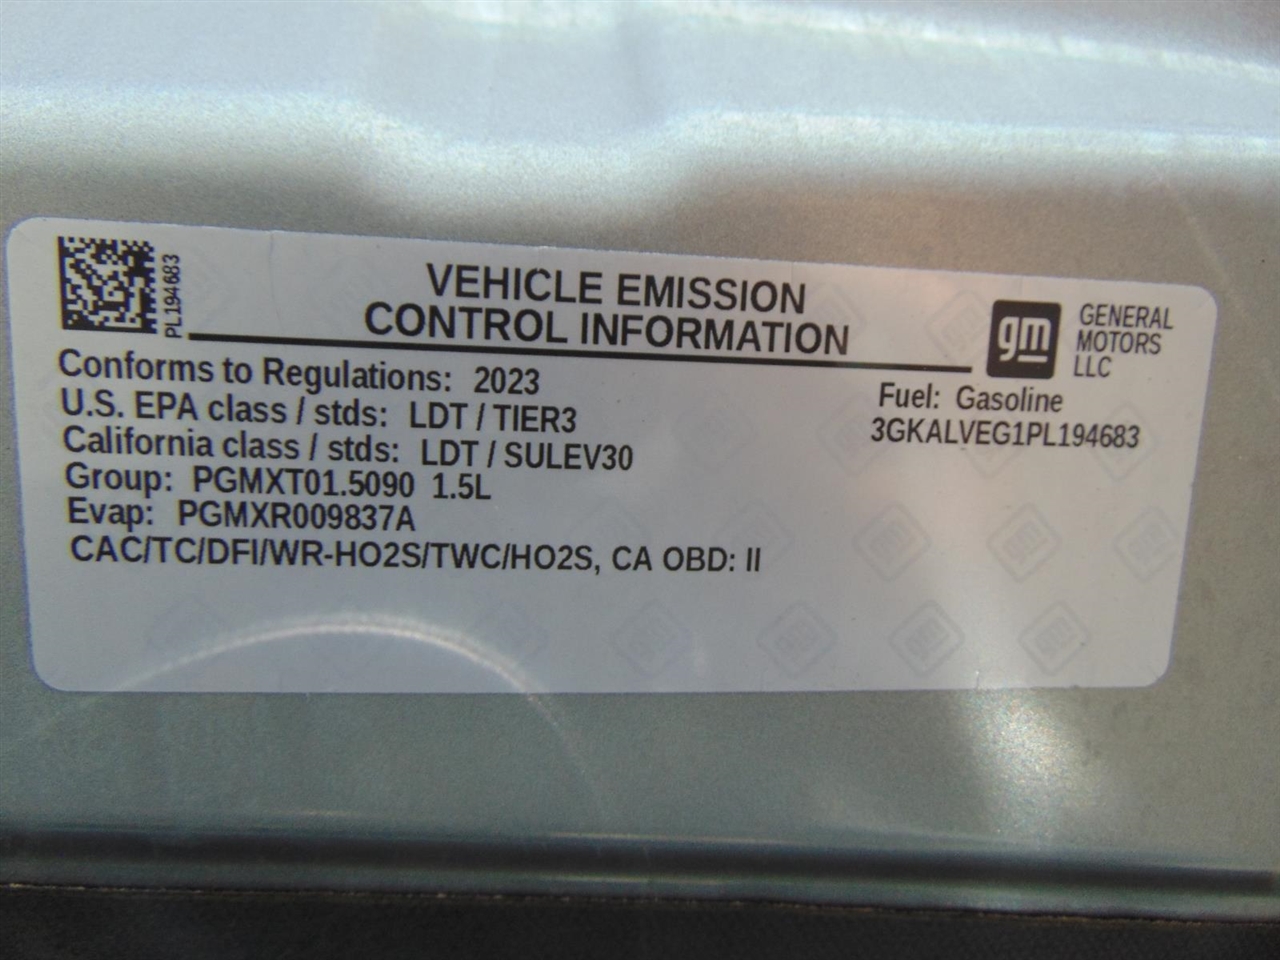 PL194683
VEHICLE EMISSION
CONTROL INFORMATION
gm
GENERAL
MOTORS
LLC
Conforms to Regulations: 2023
U.S. EPA class / stds: LDT / TIER3
California class / stds: LDT / SULEV30
Group: PGMXT01.5090 1.5L
Evap: PGMXR009837A
CAC/TC/DFI/WR-HO2S/TWC/HO2S, CA OBD: II
Fuel: Gasoline
3GKALVEG1PL194683